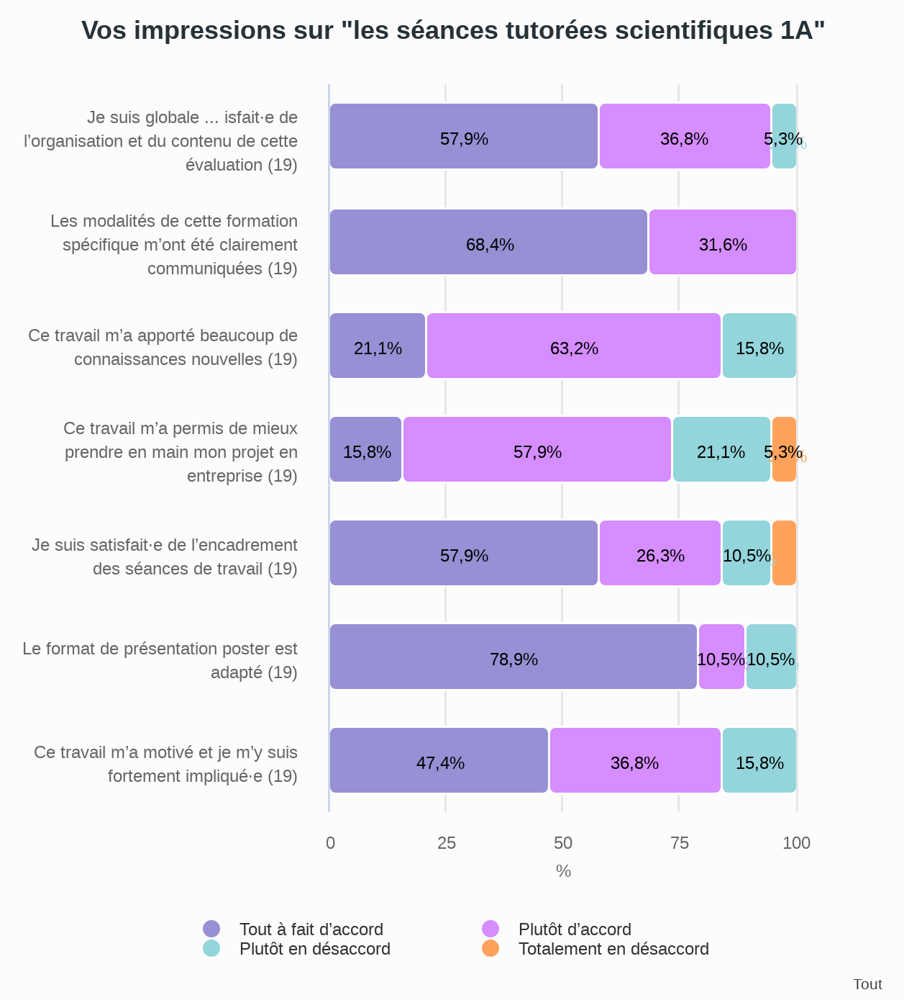 Vos impressions sur "les séances tutorées scientifiques 1A"
Je suis globale ... isfait·e de
l’organisation et du contenu de cette
évaluation (19)
57,9% 36,8% 5,3%
Les modalités de cette formation
spécifique m’ont été clairement
communiquées (19)
68,4% 31,6%
Ce travail m’a apporté beaucoup de
connaissances nouvelles (19)
21,1% 63,2% 15,8%
Ce travail m’a permis de mieux
prendre en main mon projet en
entreprise (19)
15,8% 57,9% 21,1% 5,3%
Je suis satisfait·e de l’encadrement
des séances de travail (19)
57,9% 26,3% 10,5%
Le format de présentation poster est
adapté (19)
78,9% 10,5% 10,5%
Ce travail m’a motivé et je m’y suis
fortement impliqué·e (19)
47,4% 36,8% 15,8%
0 25 50 75 100
%
Tout à fait d’accord Plutôt d’accord
Plutôt en désaccord Totalement en désaccord
Tout